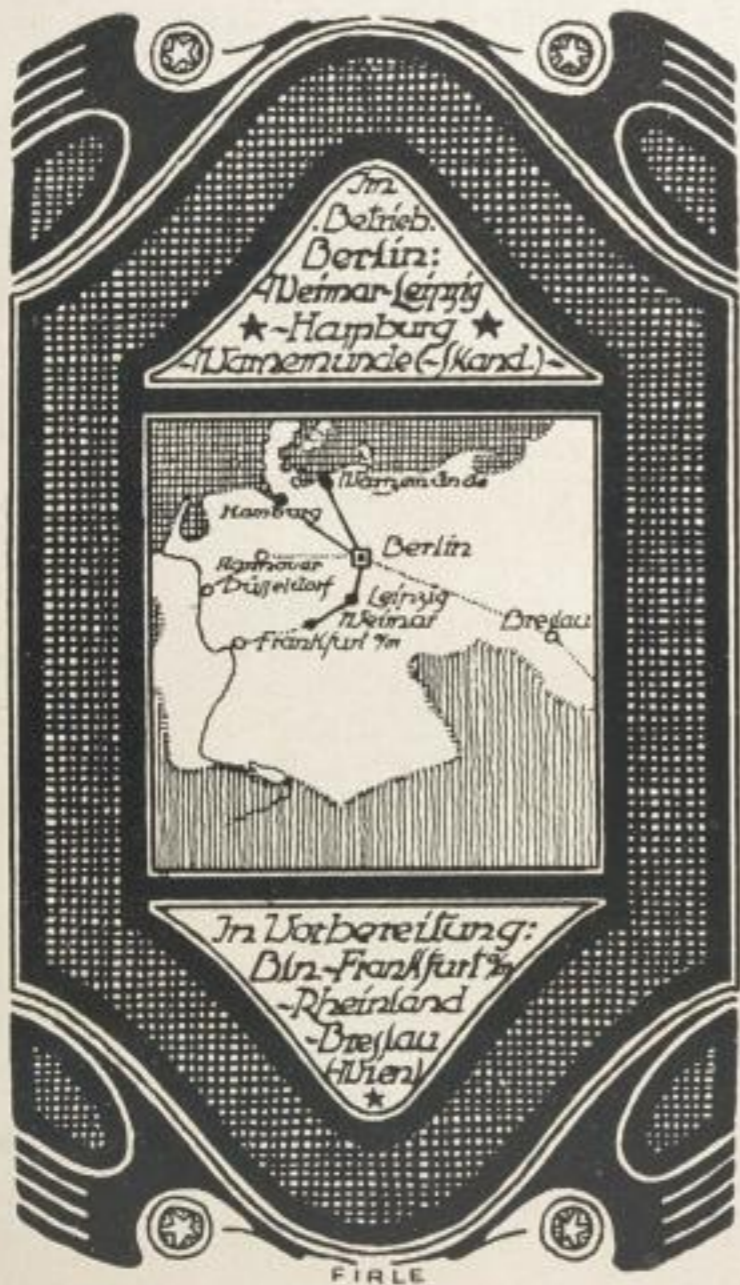 Im
Betrieb:
Berlin:
-Weimar-Leipzig
-Hamburg
-Warnemünde (-Skand.)-
Warnemünde
Hamburg
Berlin
Hannover
Düsseldorf
Leipzig
Weimar
Breslau
Frankfurt a/m
In Vorbereitung:
Bln-Frankfurt a/m
-Rheinland
-Breslau
(-Wien)
FIRLE